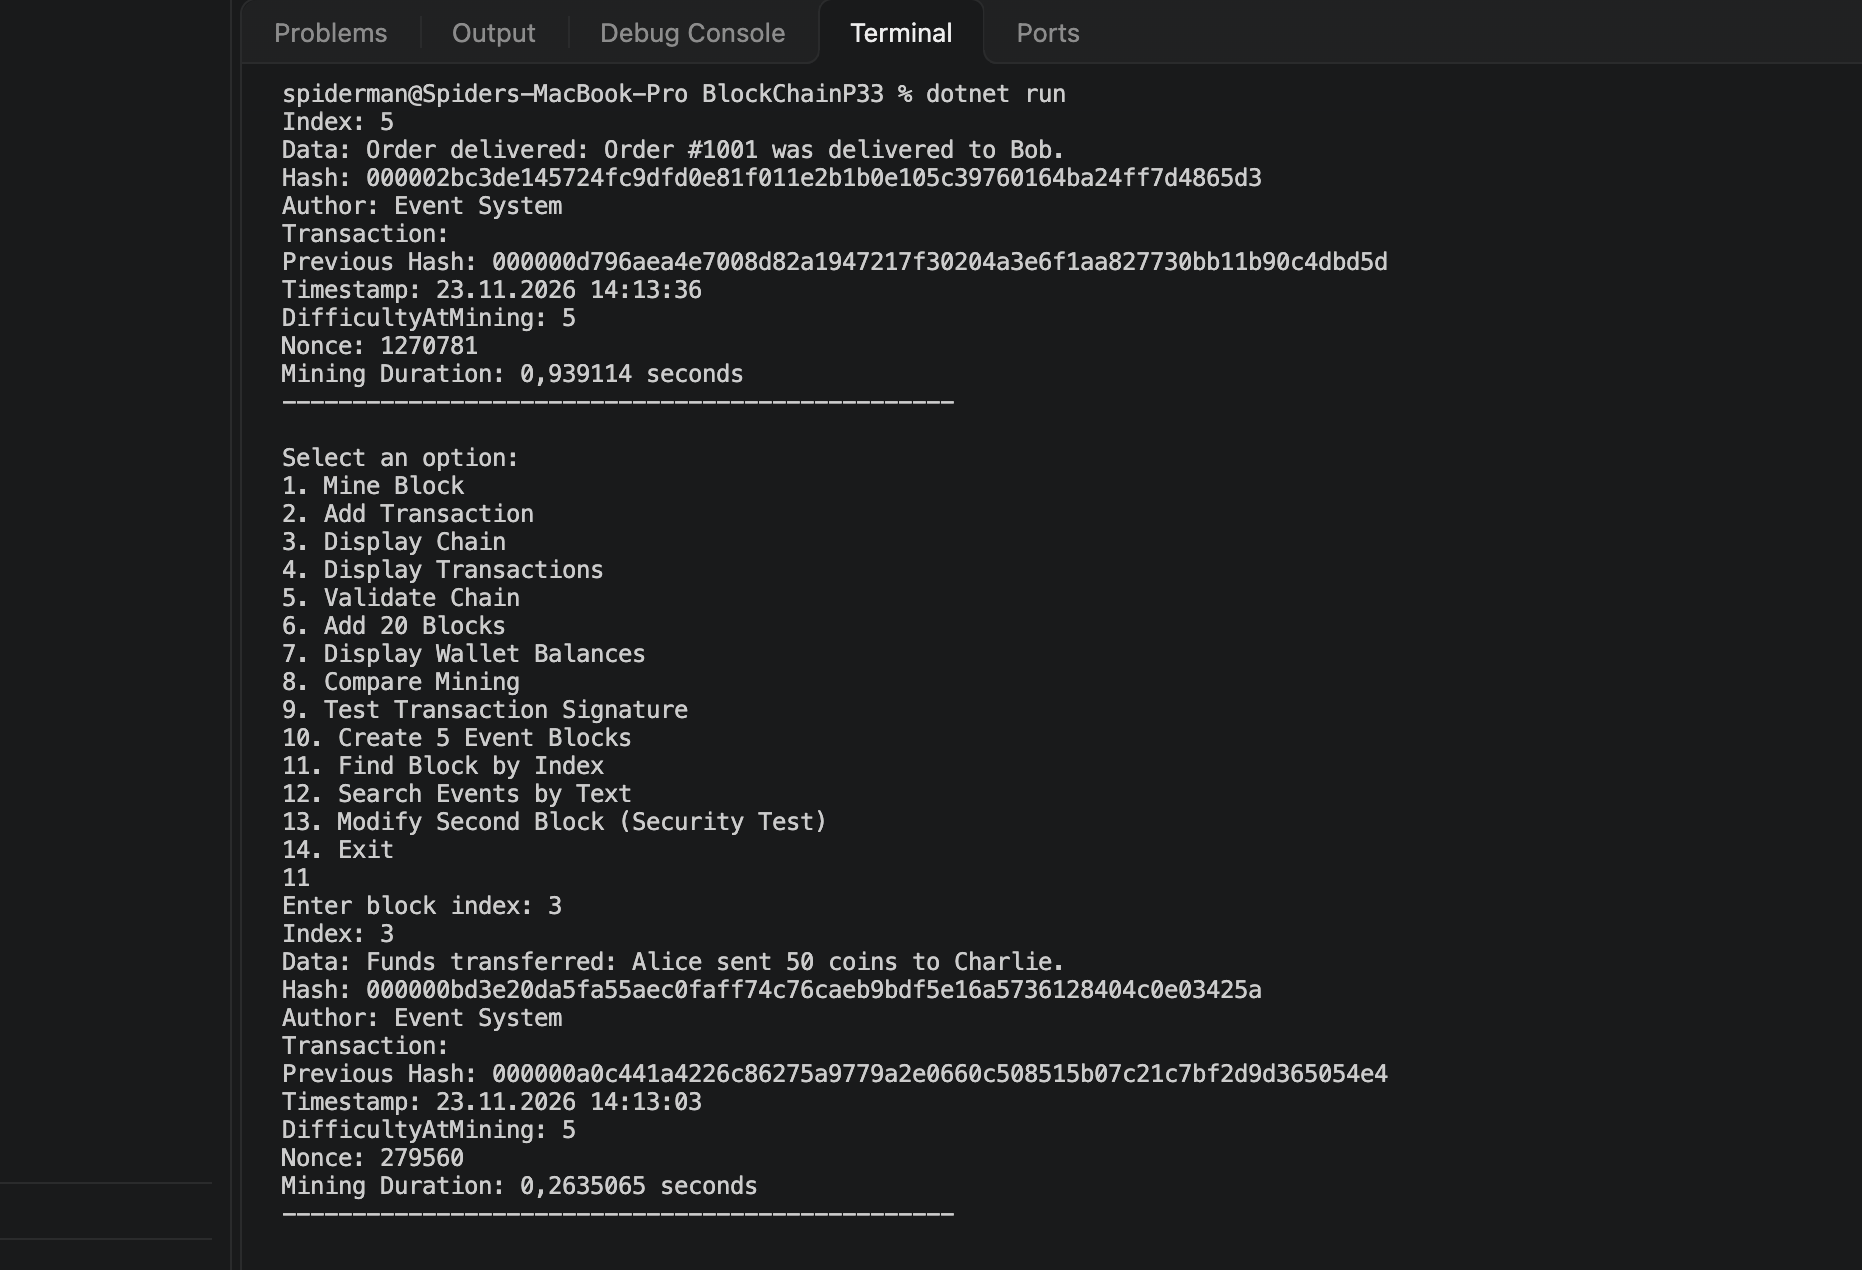 Problems Output Debug Console Terminal Ports
spiderman@Spiders-MacBook-Pro BlockChainP33 % dotnet run
Index: 5
Data: Order delivered: Order #1001 was delivered to Bob.
Hash: 000002bc3de145724fc9dfd0e81f011e2b1b0e105c39760164ba24ff7d4865d3
Author: Event System
Transaction:
Previous Hash: 000000d796aea4e7008d82a1947217f30204a3e6f1aa827730bb11b90c4dbd5d
Timestamp: 23.11.2026 14:13:36
DifficultyAtMining: 5
Nonce: 1270781
Mining Duration: 0,939114 seconds
------------------------------------------------
Select an option:
1. Mine Block
2. Add Transaction
3. Display Chain
4. Display Transactions
5. Validate Chain
6. Add 20 Blocks
7. Display Wallet Balances
8. Compare Mining
9. Test Transaction Signature
10. Create 5 Event Blocks
11. Find Block by Index
12. Search Events by Text
13. Modify Second Block (Security Test)
14. Exit
11
Enter block index: 3
Index: 3
Data: Funds transferred: Alice sent 50 coins to Charlie.
Hash: 000000bd3e20da5fa55aec0faff74c76caeb9bdf5e16a5736128404c0e03425a
Author: Event System
Transaction:
Previous Hash: 000000a0c441a4226c86275a9779a2e0660c508515b07c21c7bf2d9d365054e4
Timestamp: 23.11.2026 14:13:03
DifficultyAtMining: 5
Nonce: 279560
Mining Duration: 0,2635065 seconds
------------------------------------------------